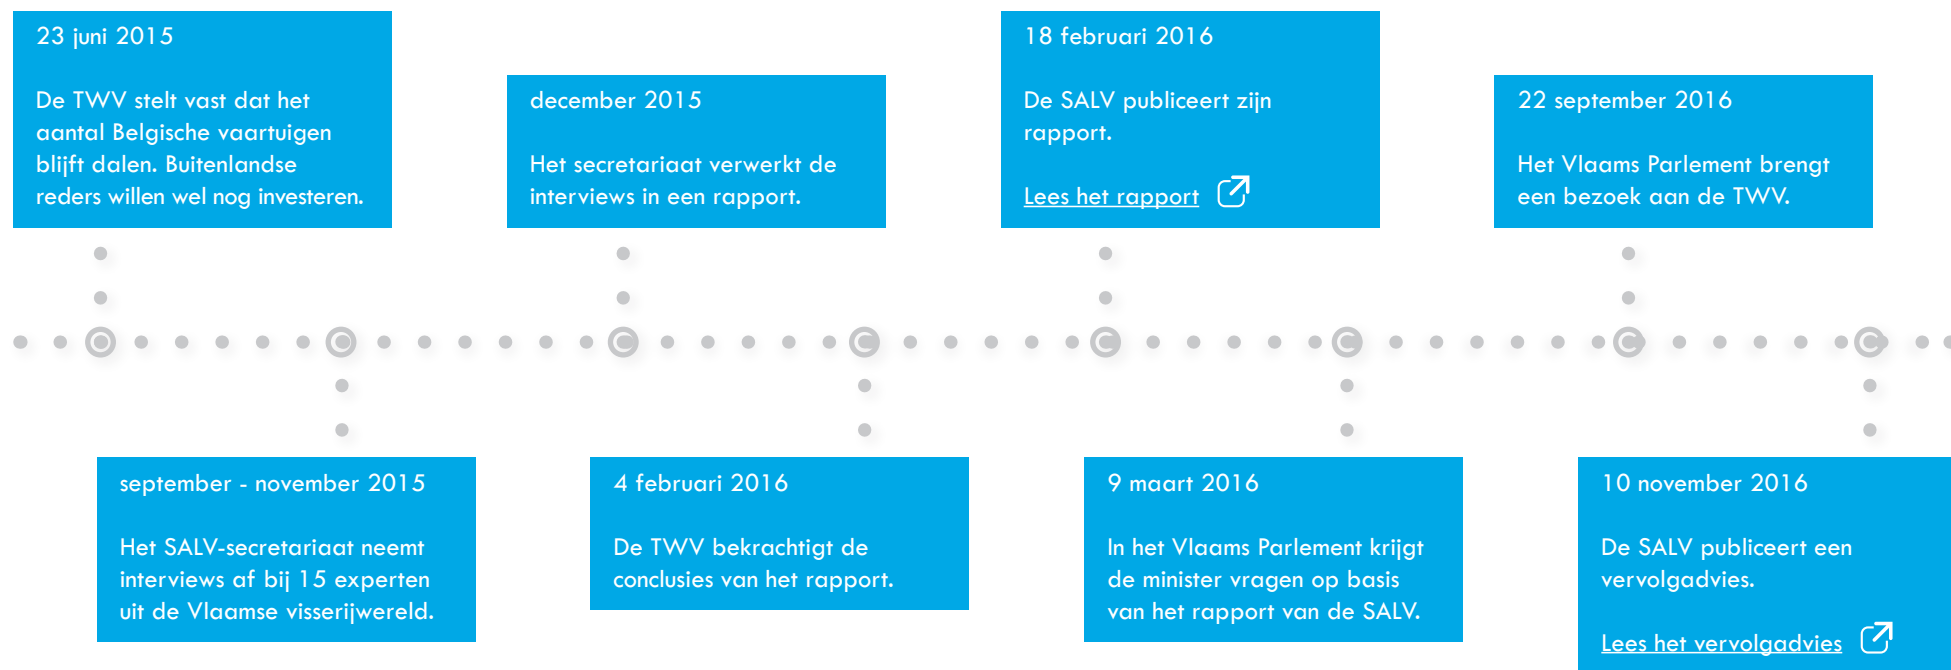 23 juni 2015
De TWV stelt vast dat het
aantal Belgische vaartuigen
blijft dalen. Buitenlandse
reders willen wel nog investeren.
september - november 2015
Het SALV-secretariaat neemt
interviews af bij 15 experten
uit de Vlaamse visserijwereld.
december 2015
Het secretariaat verwerkt de
interviews in een rapport.
4 februari 2016
De TWV bekrachtigt de
conclusies van het rapport.
18 februari 2016
De SALV publiceert zijn
rapport.
Lees het rapport
9 maart 2016
In het Vlaams Parlement krijgt
de minister vragen op basis
van het rapport van de SALV.
22 september 2016
Het Vlaams Parlement brengt
een bezoek aan de TWV.
10 november 2016
De SALV publiceert een
vervolgadvies.
Lees het vervolgadvies